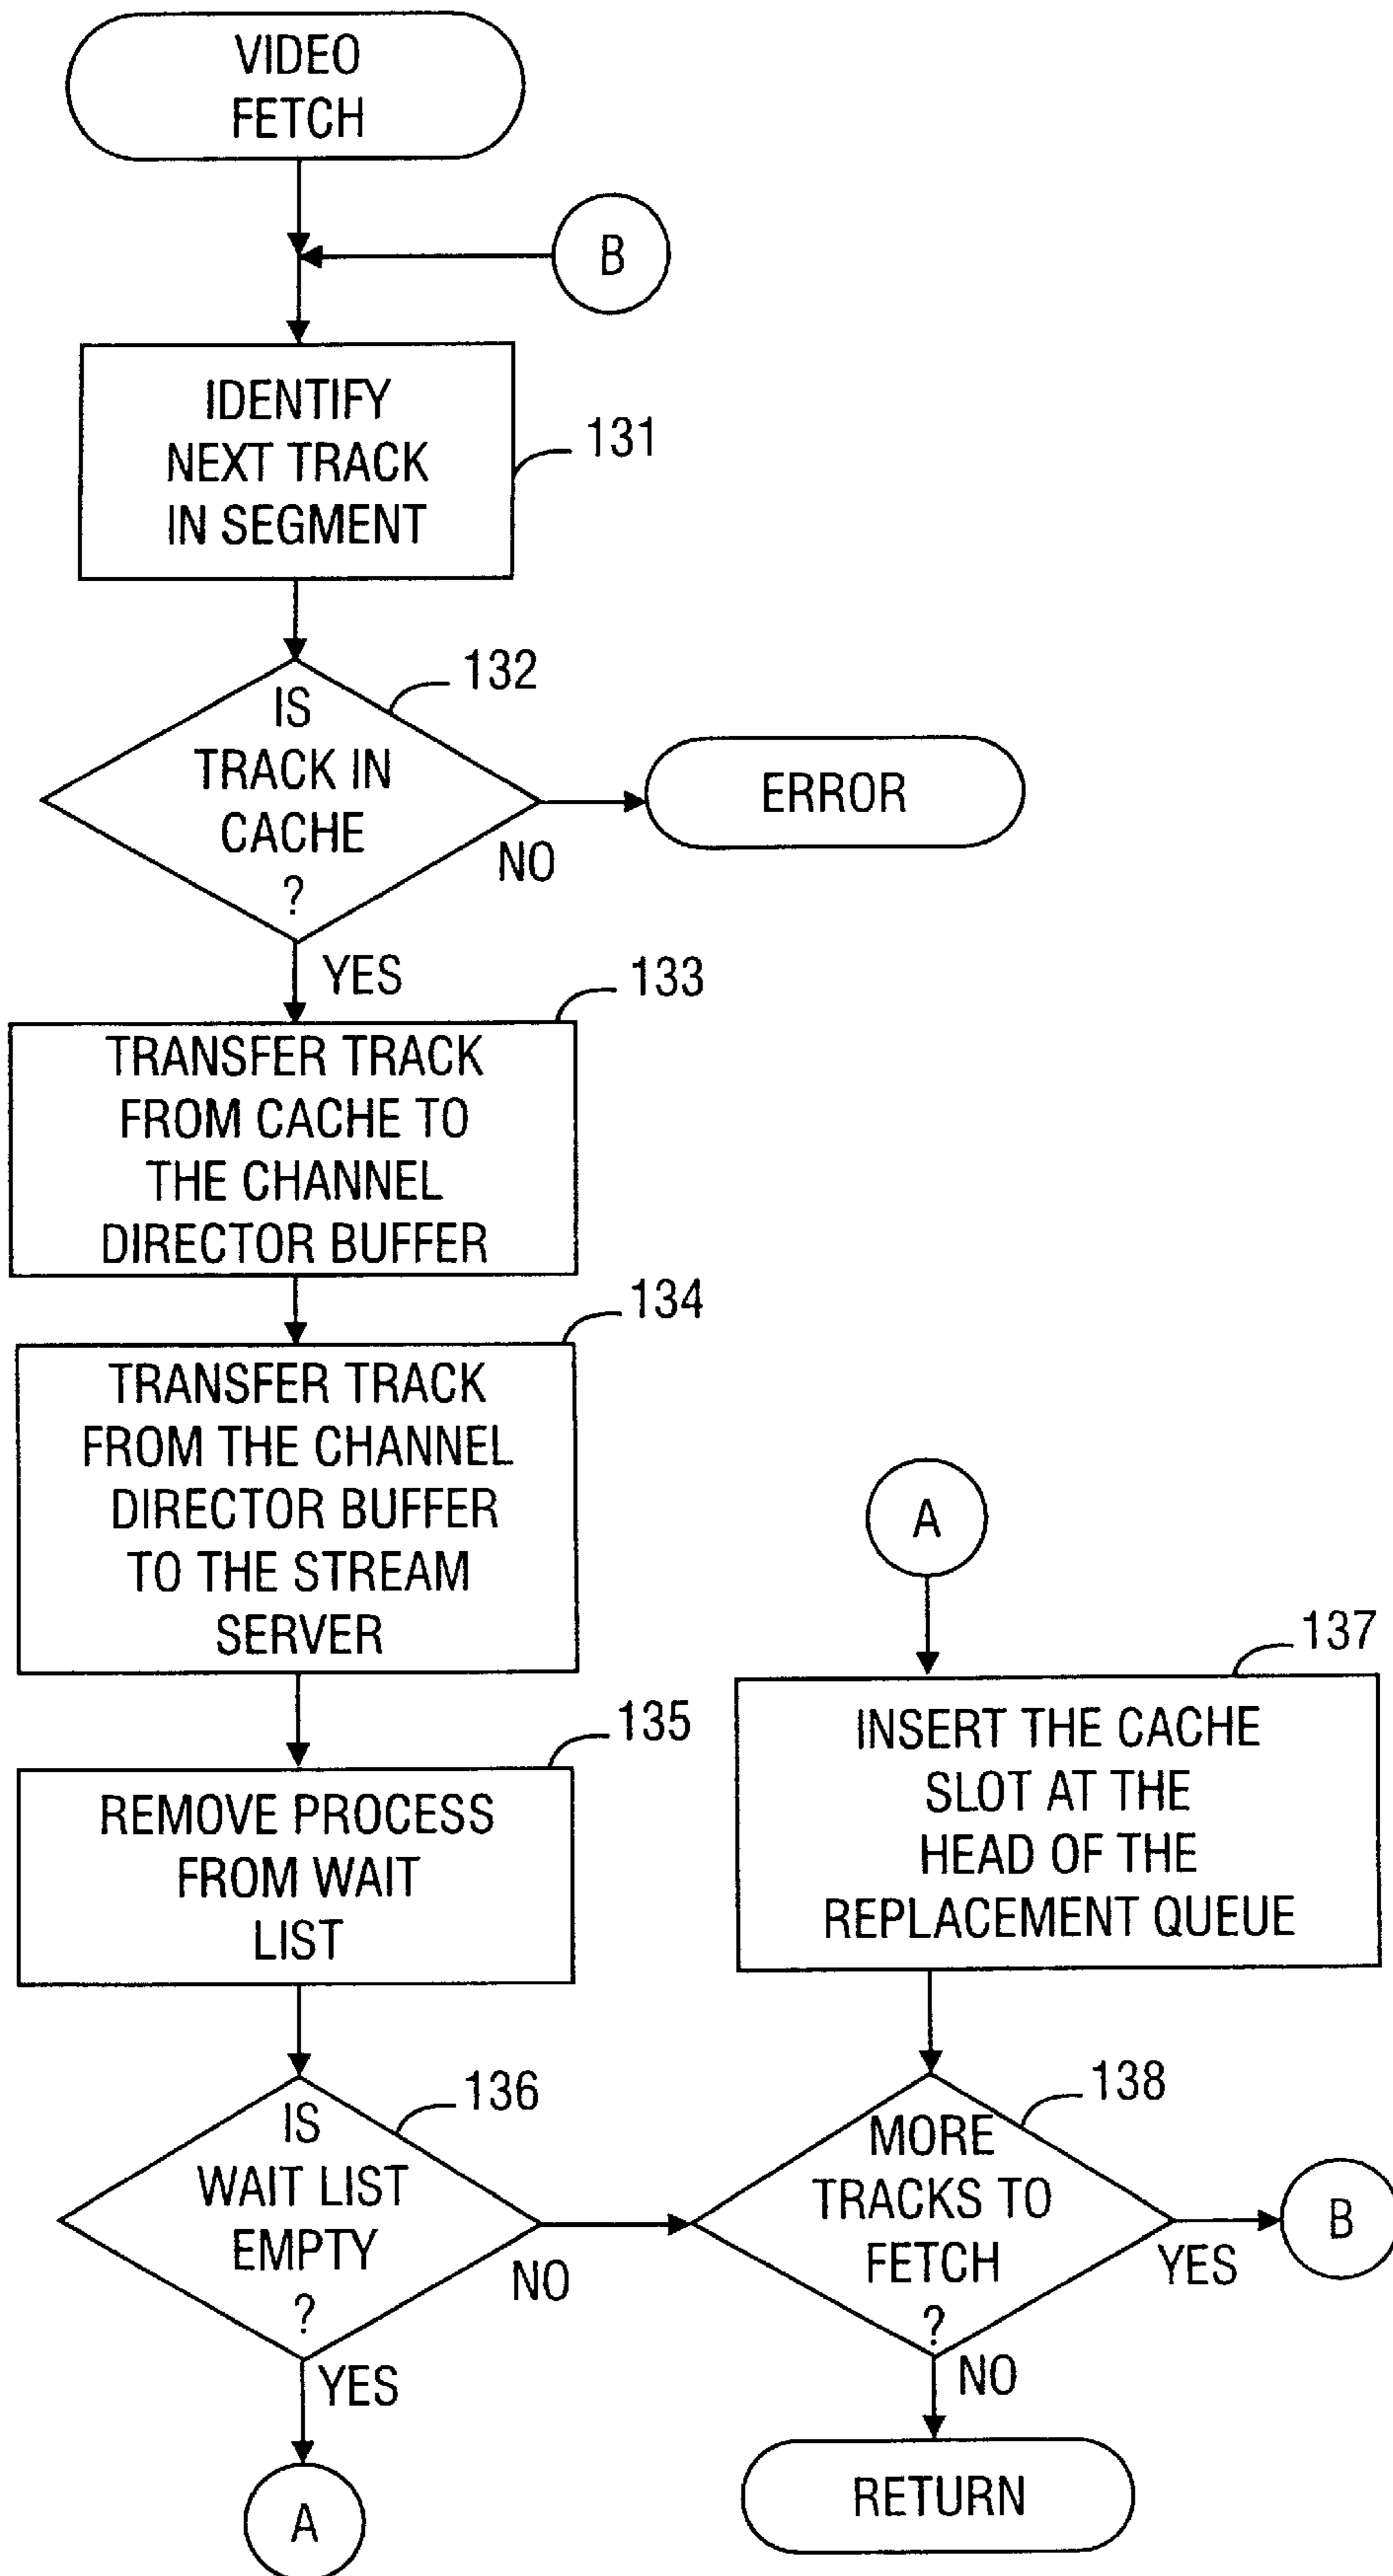 VIDEO
FETCH
B
IDENTIFY
NEXT TRACK
IN SEGMENT
131
IS
TRACK IN
CACHE
?
132
NO
ERROR
YES
133
TRANSFER TRACK
FROM CACHE TO
THE CHANNEL
DIRECTOR BUFFER
134
TRANSFER TRACK
FROM THE CHANNEL
DIRECTOR BUFFER
TO THE STREAM
SERVER
135
REMOVE PROCESS
FROM WAIT
LIST
136
IS
WAIT LIST
EMPTY
?
NO
YES
A
A
137
INSERT THE CACHE
SLOT AT THE
HEAD OF THE
REPLACEMENT QUEUE
138
MORE
TRACKS TO
FETCH
?
YES
B
NO
RETURN